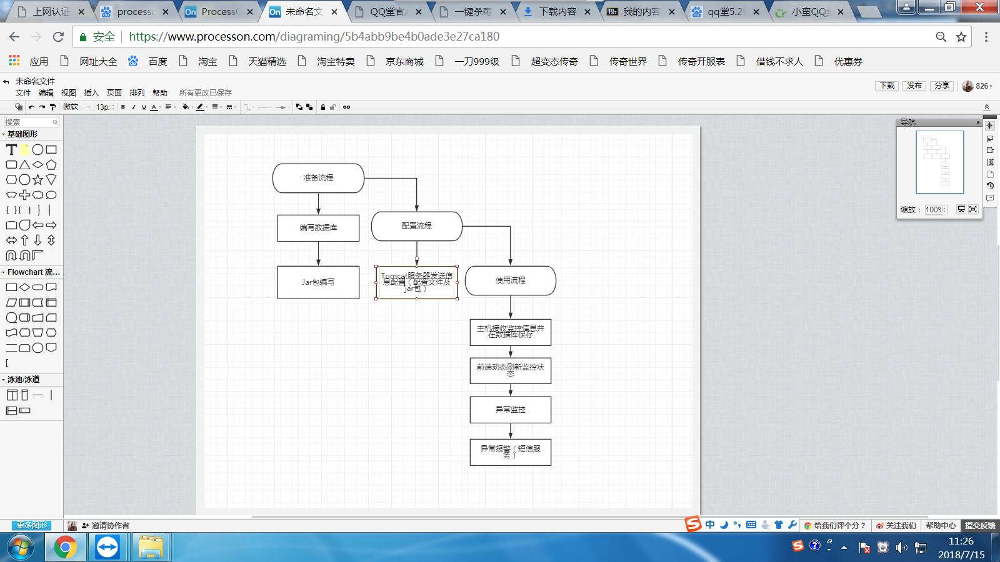 上网认证
processo
ProcessO
未命名文
QQ堂官方
一键杀毒
下载内容
我的内容
qq堂5.2
小蛮QQ堂
安全
https://www.processon.com/diagraming/5b4abb9be4b0ade3e27ca180
应用
网址大全
百度
淘宝
天猫精选
淘宝特卖
京东商城
一刀999级
超变态传奇
传奇世界
传奇开服表
借钱不求人
优惠券
未命名文件
文件 编辑 视图 插入 页面 排列 帮助 所有更改已保存
下载 发布 分享 826
微软... 13px B I U A
搜索
基础图形
Flowchart 流...
泳池/泳道
更多图形
准备流程
编写数据库
Jar包编写
配置流程
Tomcat服务器发送信
息配置（配置文件及
jar包）
使用流程
主机接收监控信息并
在数据库保存
前端动态刷新监控状
态
异常监控
异常报警（短信服
务）
导航
缩放： 100%
邀请协作者
中
给我们评个分？
关注我们
帮助中心
提交反馈
11:26
2018/7/15